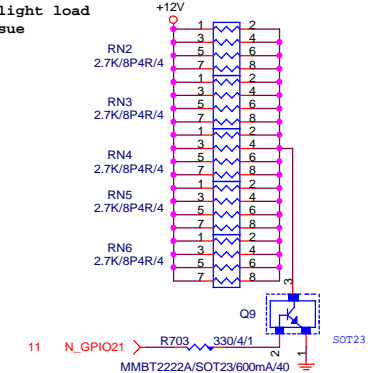 light load
sue
+12V
1 2
3 4
RN2
5 6
2.7K/8P4R/4
7 8
1 2
3 4
RN3
5 6
2.7K/8P4R/4
7 8
1 2
3 4
RN4
5 6
2.7K/8P4R/4
7 8
1 2
RN5
3 4
5 6
2.7K/8P4R/4
7 8
1 2
RN6
3 4
5 6
2.7K/8P4R/4
7 8
3
Q9
SOT23
11 N_GPIO21 R703 330/4/1 2 1
MMBT2222A/SOT23/600mA/40